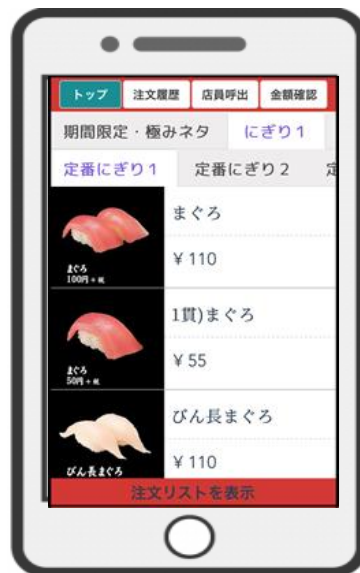 トップ 注文履歴 店員呼出 金額確認
期間限定・極みネタ にぎり1
定番にぎり1 定番にぎり2 定
まぐろ
¥110
まぐろ
100円+税
1貫)まぐろ
¥55
まぐろ
50円+税
びん長まぐろ
¥110
びん長まぐろ
注文リストを表示